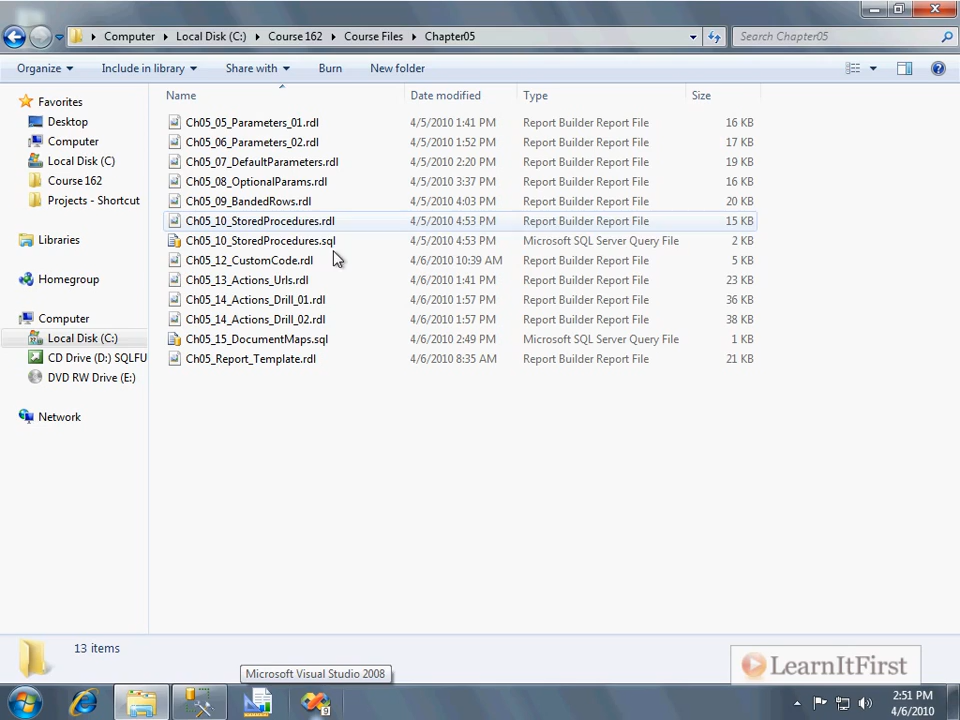 Computer Local Disk (C:) Course 162 Course Files Chapter05 Search Chapter05
Organize Include in library Share with Burn New folder
Name Date modified Type Size
Favorites
Desktop
Computer
Local Disk (C:)
Course 162
Projects - Shortcut
Libraries
Homegroup
Computer
Local Disk (C:)
CD Drive (D:) SQLFU
DVD RW Drive (E:)
Network
Ch05_05_Parameters_01.rdl 4/5/2010 1:41 PM Report Builder Report File 16 KB
Ch05_06_Parameters_02.rdl 4/5/2010 1:52 PM Report Builder Report File 17 KB
Ch05_07_DefaultParameters.rdl 4/5/2010 2:20 PM Report Builder Report File 19 KB
Ch05_08_OptionalParams.rdl 4/5/2010 3:37 PM Report Builder Report File 16 KB
Ch05_09_BandedRows.rdl 4/5/2010 4:03 PM Report Builder Report File 20 KB
Ch05_10_StoredProcedures.rdl 4/5/2010 4:53 PM Report Builder Report File 15 KB
Ch05_10_StoredProcedures.sql 4/5/2010 4:53 PM Microsoft SQL Server Query File 2 KB
Ch05_12_CustomCode.rdl 4/6/2010 10:39 AM Report Builder Report File 5 KB
Ch05_13_Actions_Urls.rdl 4/6/2010 1:41 PM Report Builder Report File 23 KB
Ch05_14_Actions_Drill_01.rdl 4/6/2010 1:57 PM Report Builder Report File 36 KB
Ch05_14_Actions_Drill_02.rdl 4/6/2010 1:57 PM Report Builder Report File 38 KB
Ch05_15_DocumentMaps.sql 4/6/2010 2:49 PM Microsoft SQL Server Query File 1 KB
Ch05_Report_Template.rdl 4/6/2010 8:35 AM Report Builder Report File 21 KB
13 items
Microsoft Visual Studio 2008
LearnItFirst
9
2:51 PM
4/6/2010